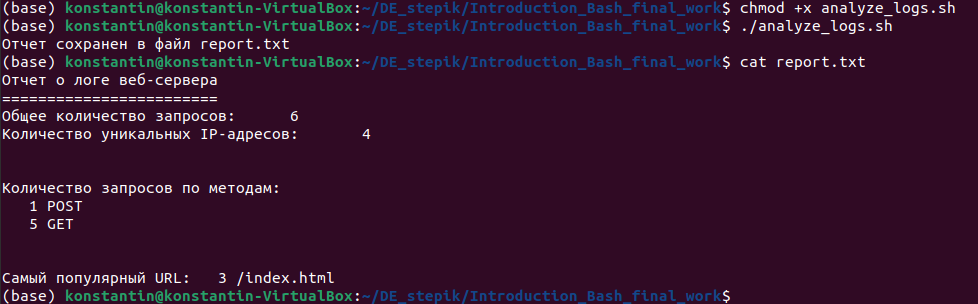 (base) konstantin@konstantin-VirtualBox:~/DE_stepik/Introduction_Bash_final_work$ chmod +x analyze_logs.sh
(base) konstantin@konstantin-VirtualBox:~/DE_stepik/Introduction_Bash_final_work$ ./analyze_logs.sh
Отчет сохранен в файл report.txt
(base) konstantin@konstantin-VirtualBox:~/DE_stepik/Introduction_Bash_final_work$ cat report.txt
Отчет о логе веб-сервера
========================
Общее количество запросов:      6
Количество уникальных IP-адресов:       4
Количество запросов по методам:
   1 POST
   5 GET
Самый популярный URL:   3 /index.html
(base) konstantin@konstantin-VirtualBox:~/DE_stepik/Introduction_Bash_final_work$